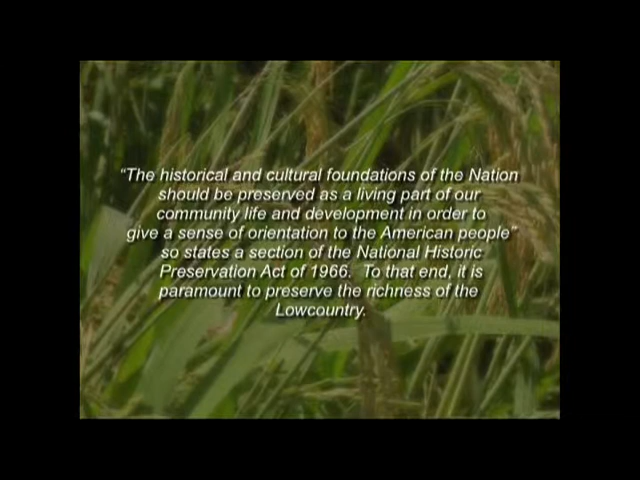 “The historical and cultural foundations of the Nation
should be preserved as a living part of our
community life and development in order to
give a sense of orientation to the American people”
so states a section of the National Historic
Preservation Act of 1966.  To that end, it is
paramount to preserve the richness of the
Lowcountry.